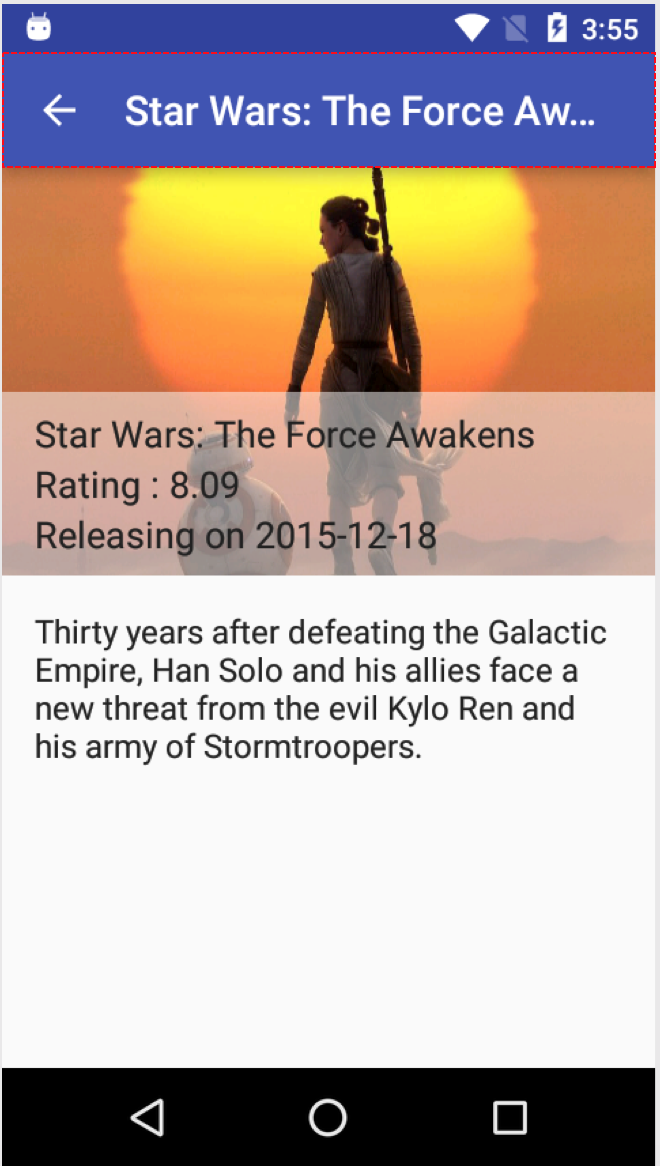 3:55
Star Wars: The Force Aw...
Star Wars: The Force Awakens
Rating : 8.09
Releasing on 2015-12-18
Thirty years after defeating the Galactic
Empire, Han Solo and his allies face a
new threat from the evil Kylo Ren and
his army of Stormtroopers.